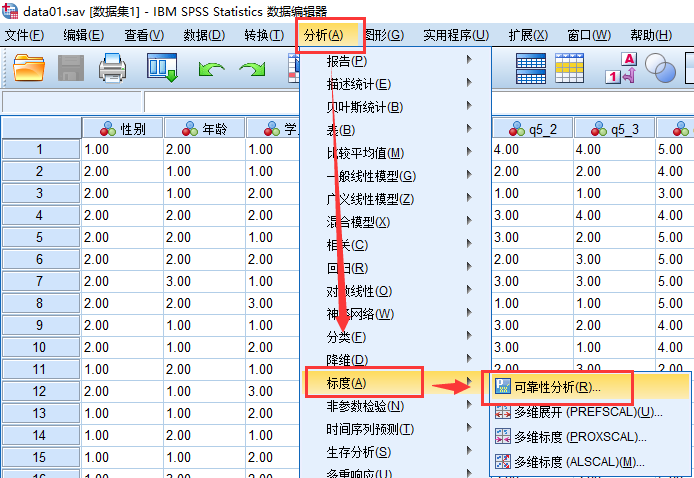 data01.sav [数据集1] - IBM SPSS Statistics 数据编辑器
文件(F) 编辑(E) 查看(V) 数据(D) 转换(T) 分析(A) 图形(G) 实用程序(U) 扩展(X) 窗口(W) 帮助(H)
性别 年龄 q5_2 q5_3
1 1.00 2.00 1.00 4.00 4.00 5.00
2 2.00 1.00 2.00 2.00 2.00 4.00
3 2.00 1.00 2.00 1.00 1.00 3.00
4 2.00 2.00 2.00 3.00 4.00 4.00
5 2.00 2.00 1.00 3.00 2.00 5.00
6 2.00 2.00 2.00 3.00 3.00 5.00
7 2.00 3.00 1.00 3.00 3.00 5.00
8 2.00 2.00 3.00 1.00 1.00 5.00
9 2.00 1.00 2.00 3.00 3.00 4.00
10 2.00 1.00 2.00 3.00 4.00 4.00
11 1.00 2.00 2.00 2.00 3.00 3.00
12 2.00 1.00 3.00
13 1.00 1.00 2.00
14 2.00 1.00 2.00
15 1.00 1.00 2.00
报告(P)
描述统计(E)
贝叶斯统计(B)
表(B)
比较平均值(M)
一般线性模型(G)
广义线性模型(Z)
混合模型(X)
相关(C)
回归(R)
对数线性(O)
神经网络(W)
分类(F)
降维(D)
标度(A)
非参数检验(N)
时间序列预测(T)
生存分析(S)
多重响应(U)
可靠性分析(R)...
多维展开 (PREFSCAL)(U)...
多维标度 (PROXSCAL)...
多维标度 (ALSCAL)(M)...